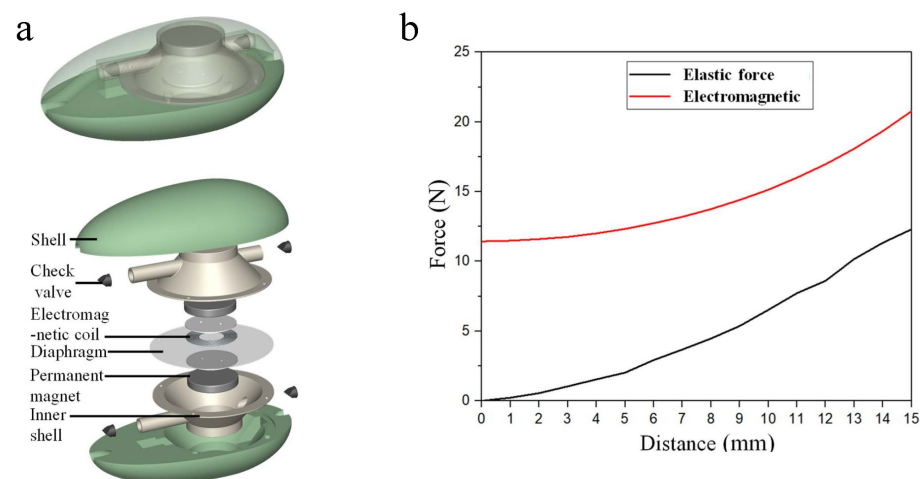 a
Shell
Check
valve
Electromag
-netic coil
Diaphragm
Permanent
magnet
Inner
shell
b
25
20
15
10
5
0
Force (N)
Elastic force
Electromagnetic
0 1 2 3 4 5 6 7 8 9 10 11 12 13 14 15
Distance (mm)